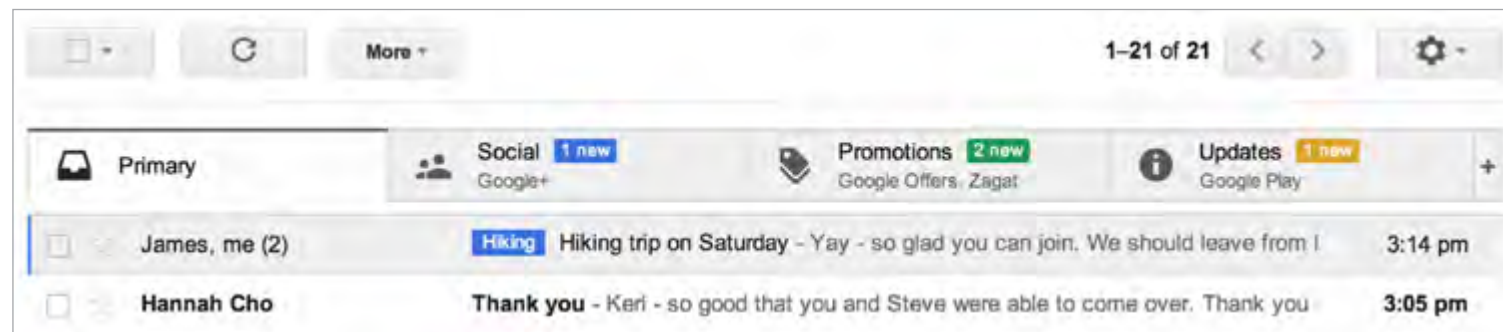 More
1–21 of 21
Primary
Social 1 new
Google+
Promotions 2 new
Google Offers, Zagat
Updates 1 new
Google Play
+
James, me (2) Hiking Hiking trip on Saturday - Yay - so glad you can join. We should leave from I 3:14 pm
Hannah Cho Thank you - Keri - so good that you and Steve were able to come over. Thank you 3:05 pm